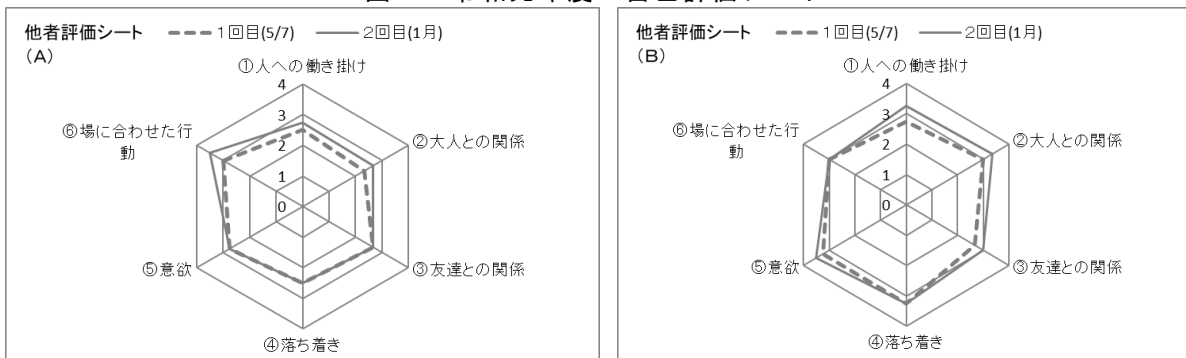 他者評価シート 1回目(5/7) 2回目(1月)
(A)
①人への働き掛け
4
3
2
1
0
②大人との関係
③友達との関係
④落ち着き
⑤意欲
⑥場に合わせた行
動
他者評価シート 1回目(5/7) 2回目(1月)
(B)
①人への働き掛け
4
3
2
1
0
②大人との関係
③友達との関係
④落ち着き
⑤意欲
⑥場に合わせた行
動